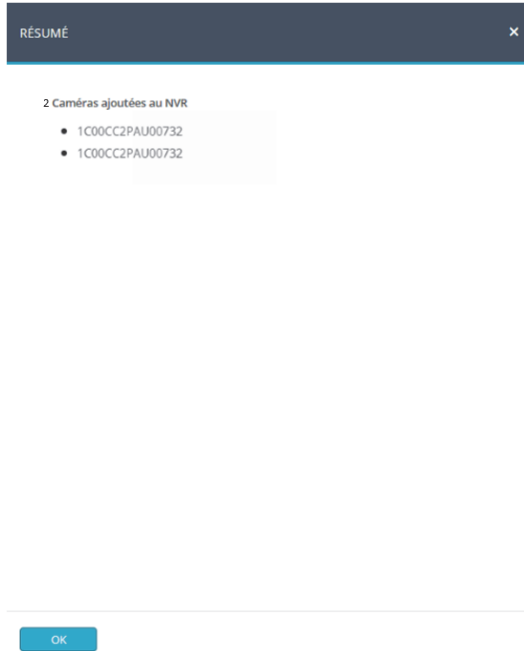 RÉSUMÉ ×
2 Caméras ajoutées au NVR
• 1C00CC2PAU00732
• 1C00CC2PAU00732
OK